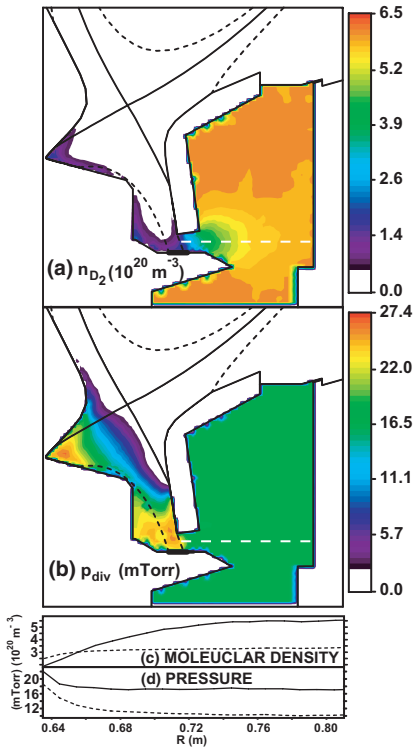 6.5
5.2
3.9
2.6
1.4
0.0
(a) n_D2 (10^20 m^-3)
27.4
22.0
16.5
11.1
5.7
0.0
(b) p_div (mTorr)
(mTorr) (10^20 m^-3)
5
3
(c) MOLEUCLAR DENSITY
20
16
12
(d) PRESSURE
0.64 0.68 0.72 0.76 0.80
R (m)